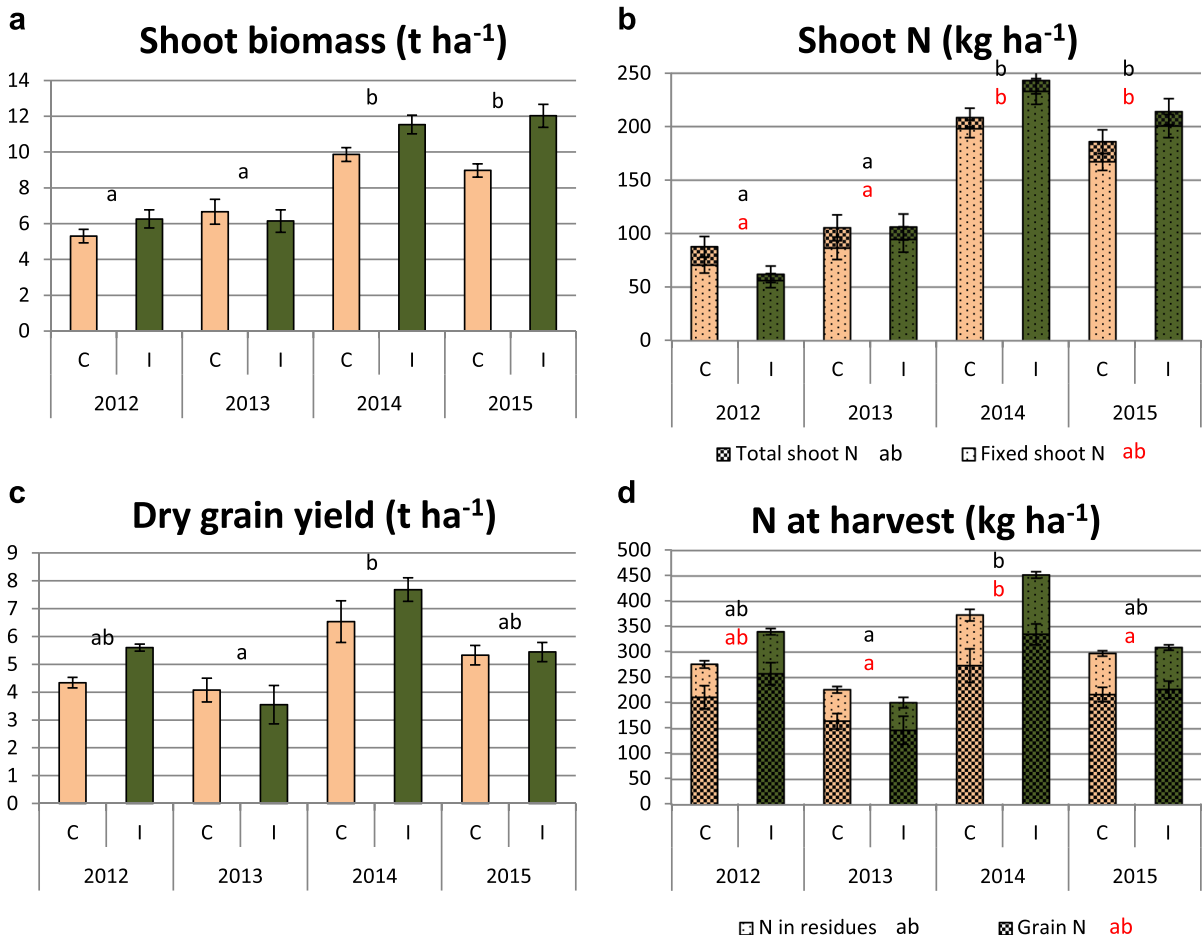 a
Shoot biomass (t ha-1)
14
12
10
8
6
4
2
0
a
a
b
b
C I C I C I C I
2012 2013 2014 2015
b
Shoot N (kg ha-1)
250
200
150
100
50
0
a
a
a
a
b
b
b
b
C I C I C I C I
2012 2013 2014 2015
Total shoot N ab Fixed shoot N ab
c
Dry grain yield (t ha-1)
9
8
7
6
5
4
3
2
1
0
ab
a
b
ab
C I C I C I C I
2012 2013 2014 2015
d
N at harvest (kg ha-1)
500
450
400
350
300
250
200
150
100
50
0
ab
ab
a
a
b
b
ab
a
C I C I C I C I
2012 2013 2014 2015
N in residues ab Grain N ab